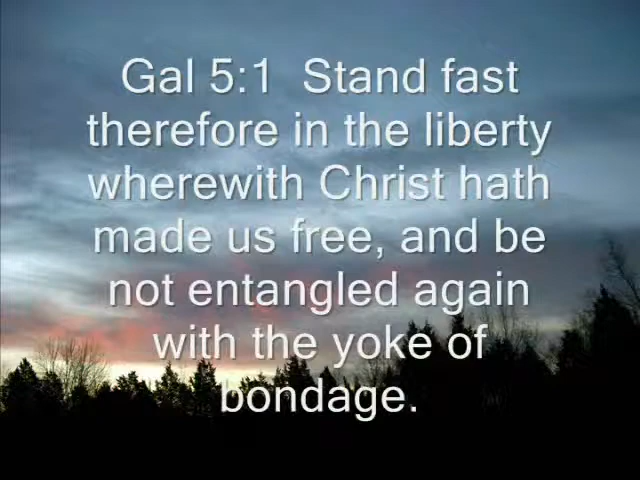 Gal 5:1  Stand fast
therefore in the liberty
wherewith Christ hath
made us free, and be
not entangled again
with the yoke of
bondage.